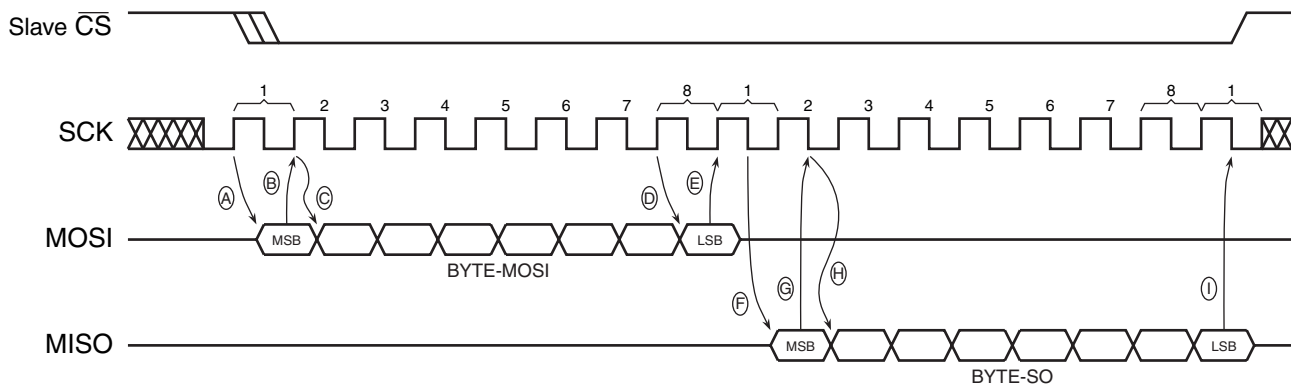 Slave CS
1 2 3 4 5 6 7 8 1 2 3 4 5 6 7 8 1
SCK
A B C D E
MOSI MSB LSB
BYTE-MOSI
F G H I
MISO MSB LSB
BYTE-SO